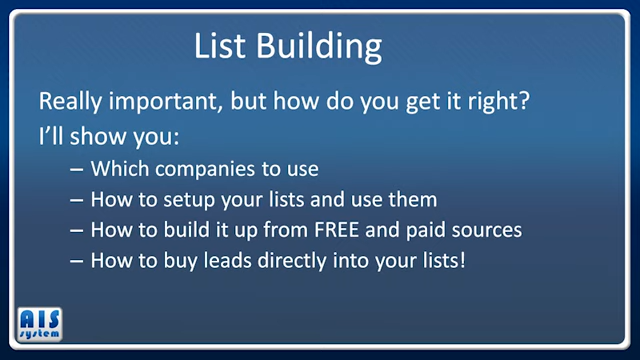 List Building
Really important, but how do you get it right?
I'll show you:
– Which companies to use
– How to setup your lists and use them
– How to build it up from FREE and paid sources
– How to buy leads directly into your lists!
AIS
system